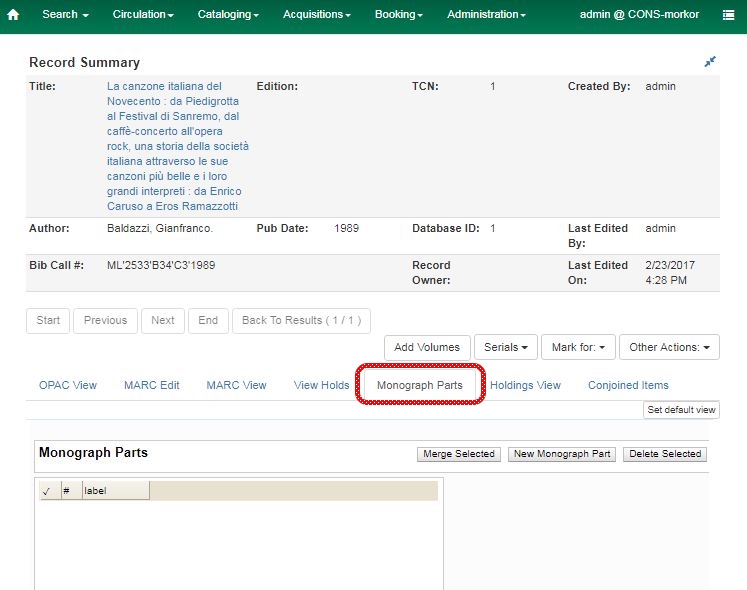 Search Circulation Cataloging Acquisitions Booking Administration admin @ CONS-morkor
Record Summary
Title: La canzone italiana del Edition: TCN: 1 Created By: admin
Novecento : da Piedigrotta
al Festival di Sanremo, dal
caffè-concerto all'opera
rock, una storia della società
italiana attraverso le sue
canzoni più belle e i loro
grandi interpreti : da Enrico
Caruso a Eros Ramazzotti
Author: Baldazzi, Gianfranco. Pub Date: 1989 Database ID: 1 Last Edited admin
By:
Bib Call #: ML'2533'B34'C3'1989 Record Last Edited 2/23/2017
Owner: On: 4:28 PM
Start Previous Next End Back To Results ( 1 / 1 )
Add Volumes Serials Mark for: Other Actions:
OPAC View MARC Edit MARC View View Holds Monograph Parts Holdings View Conjoined Items
Set default view
Monograph Parts Merge Selected New Monograph Part Delete Selected
✓ # label